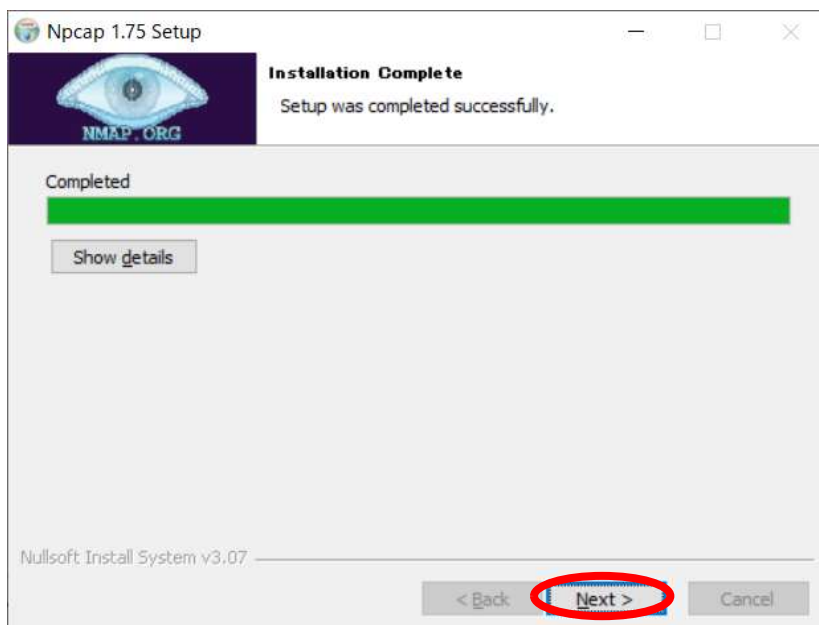 Npcap 1.75 Setup
Installation Complete
Setup was completed successfully.
NMAP.ORG
Completed
Show details
Nullsoft Install System v3.07
< Back
Next >
Cancel